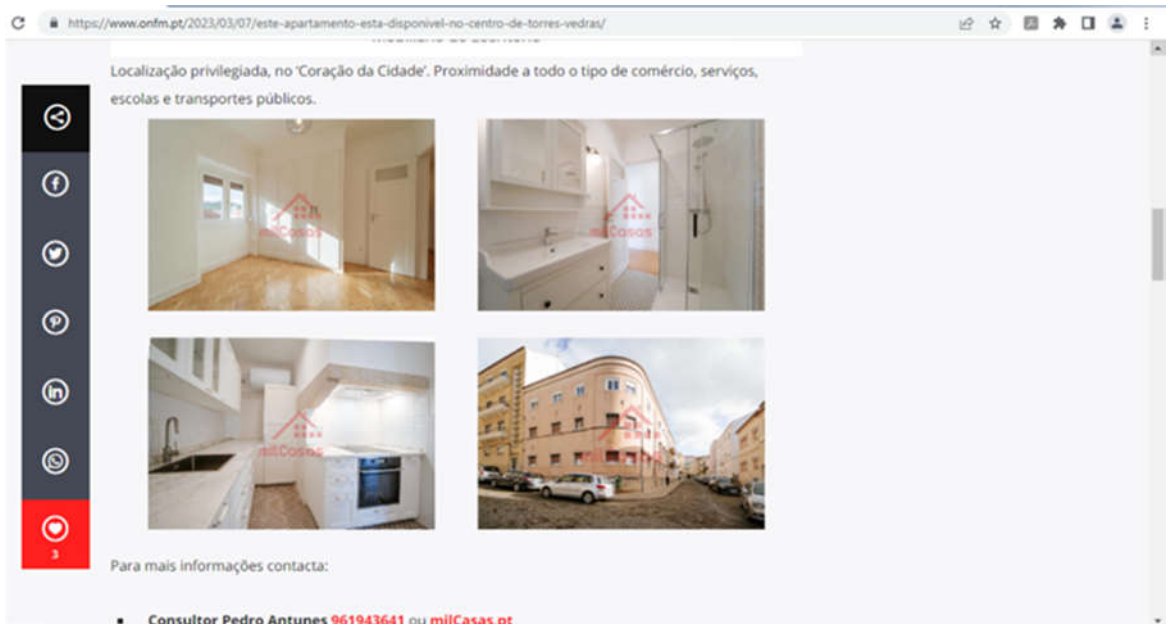 https://www.onfm.pt/2023/03/07/este-apartamento-esta-disponivel-no-centro-de-torres-vedras/
Localização privilegiada, no 'Coração da Cidade'. Proximidade a todo o tipo de comércio, serviços,
escolas e transportes públicos.
milCasas
milCasas
milCasas
milCasas
3
Para mais informações contacta:
Consultor Pedro Antunes 961943641 ou milCasas.pt